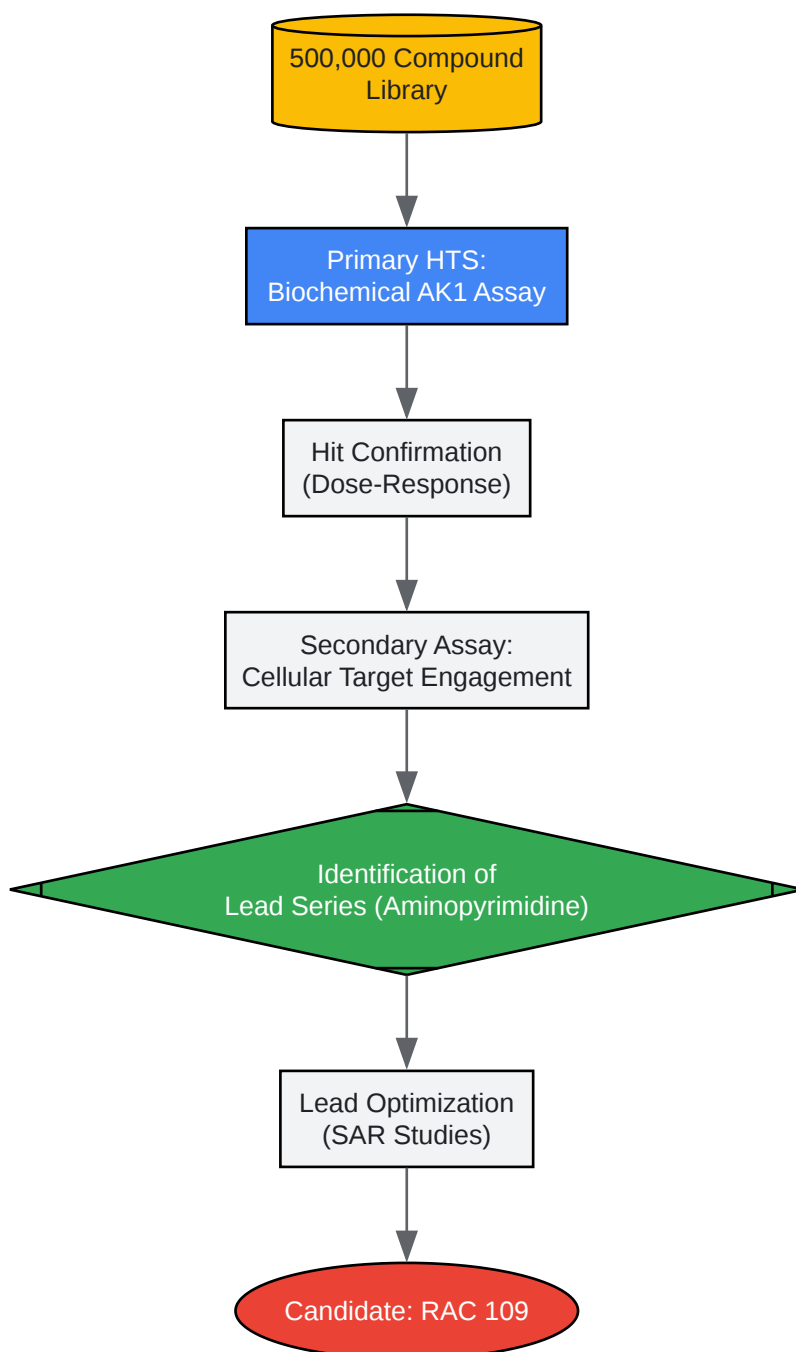 500,000 Compound
Library
Primary HTS:
Biochemical AK1 Assay
Hit Confirmation
(Dose-Response)
Secondary Assay:
Cellular Target Engagement
Identification of
Lead Series (Aminopyrimidine)
Lead Optimization
(SAR Studies)
Candidate: RAC 109